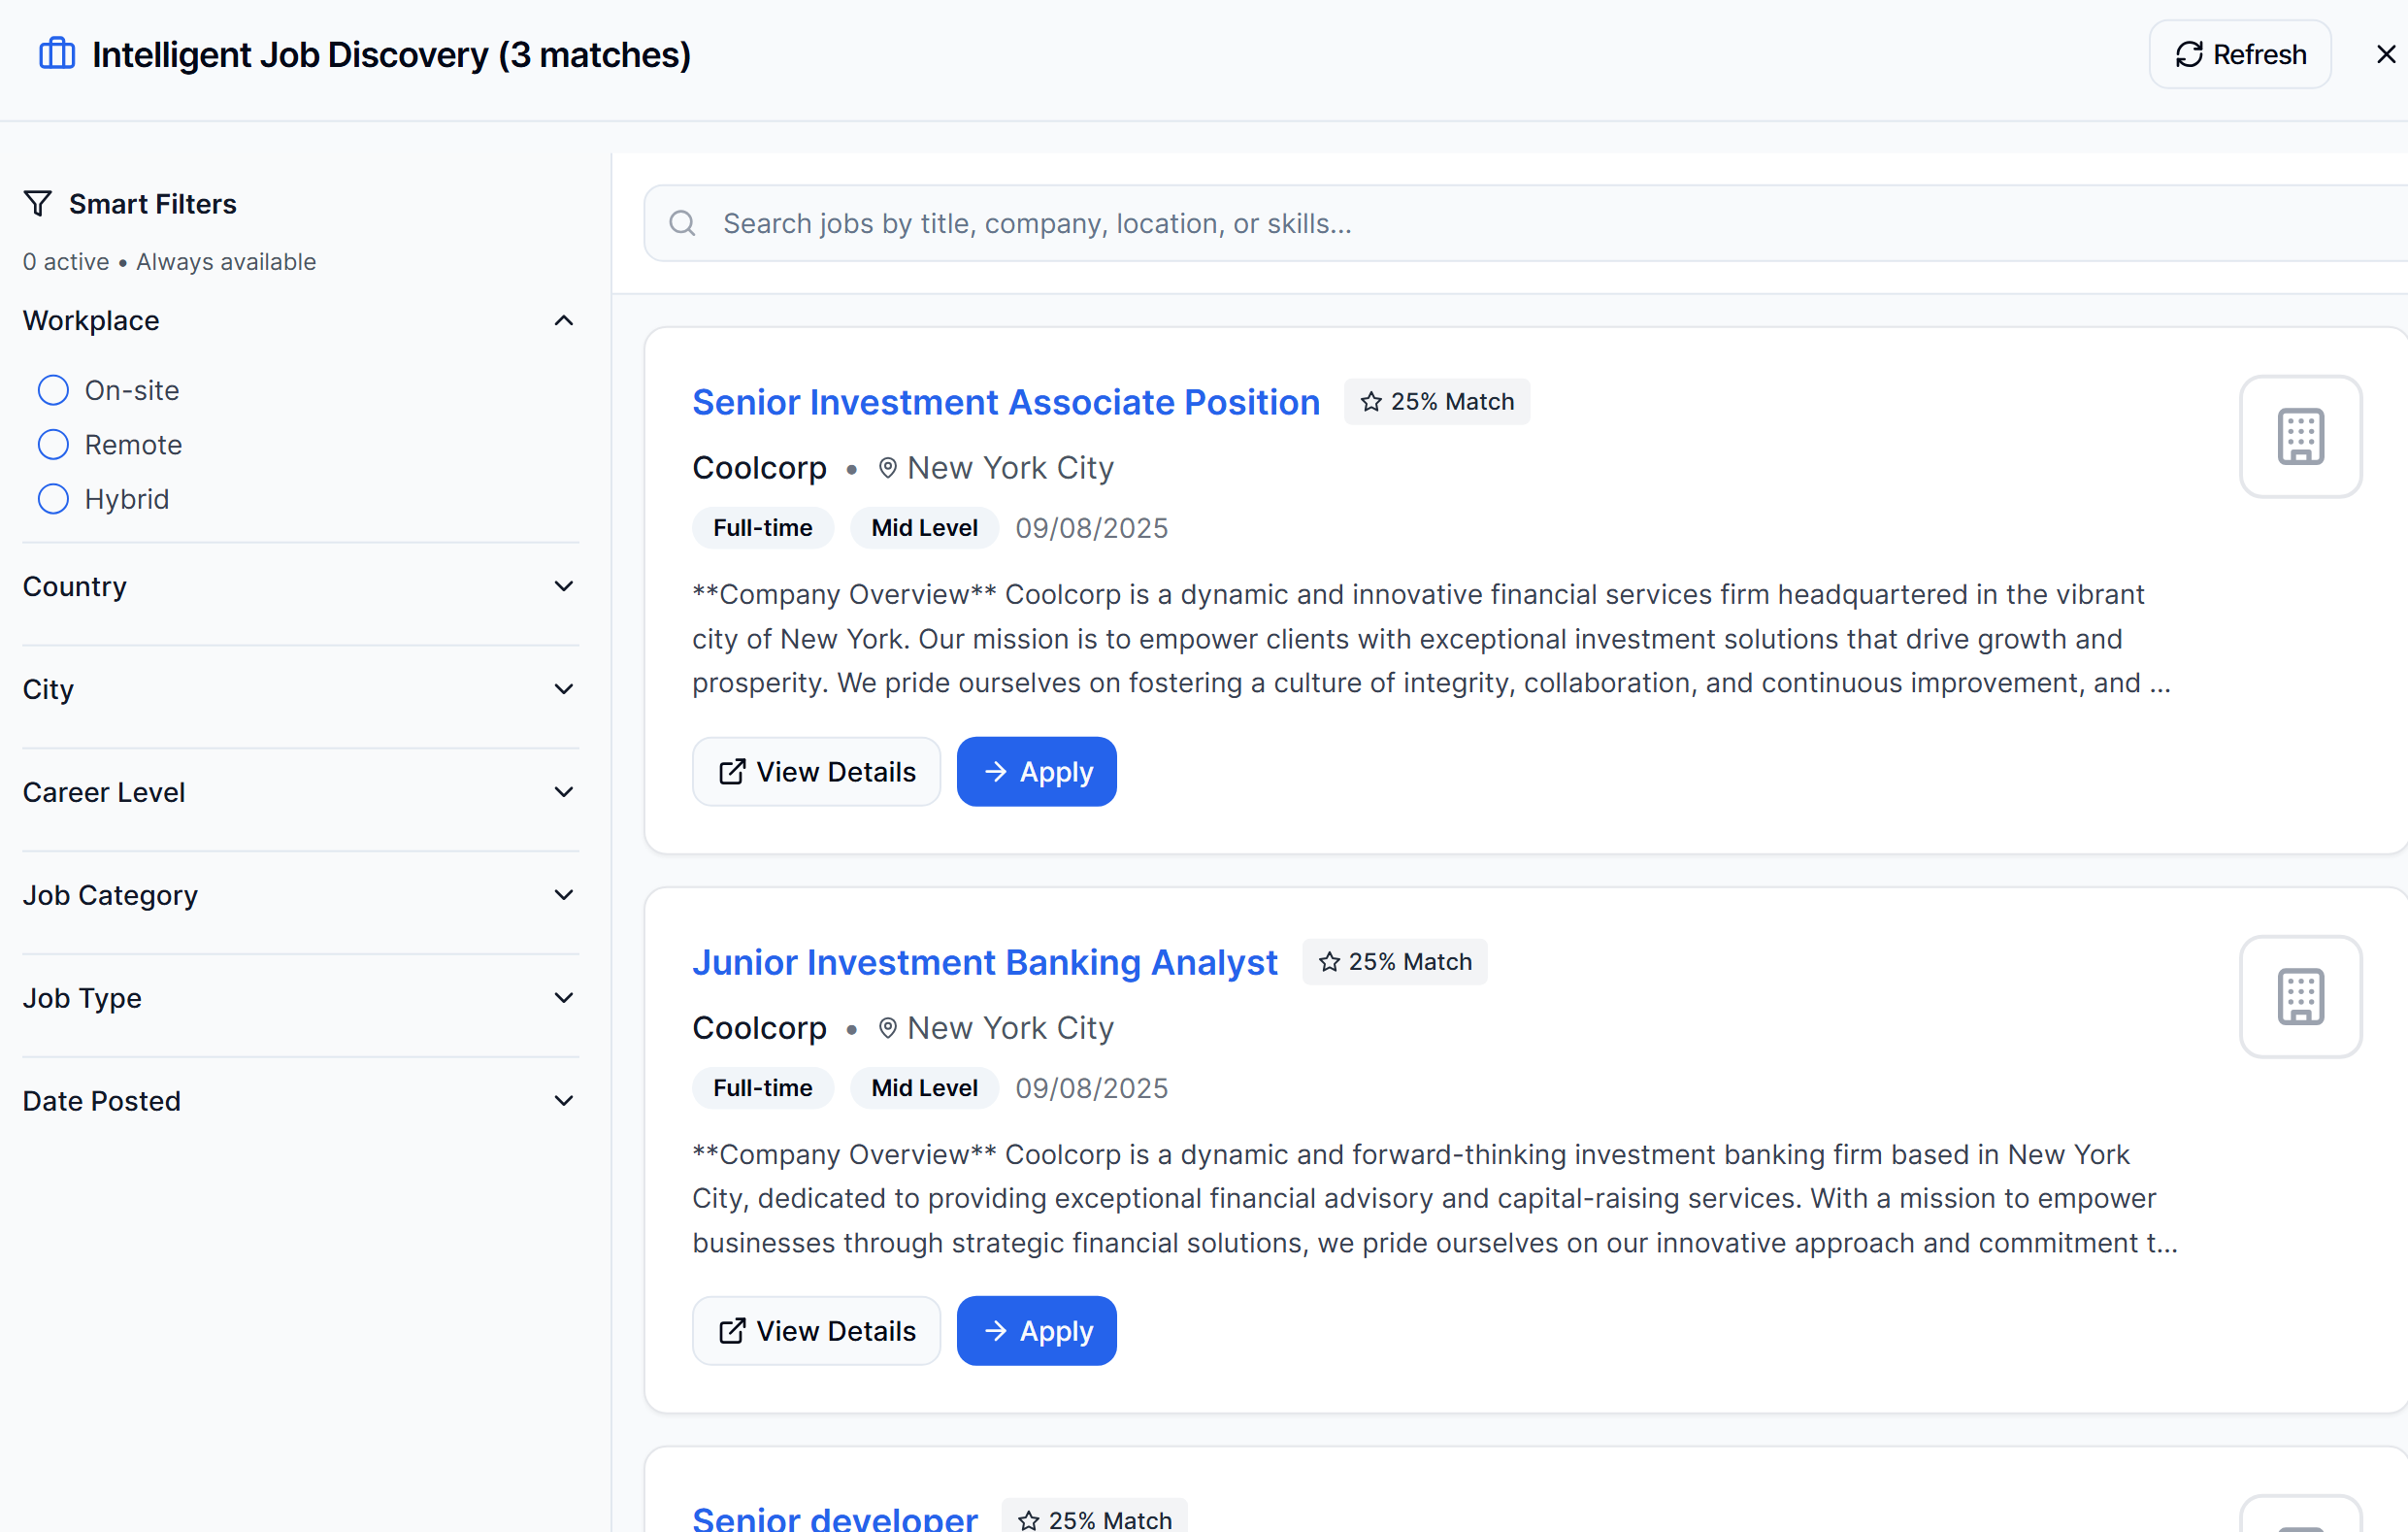 Intelligent Job Discovery (3 matches)
Refresh
Smart Filters
0 active • Always available
Workplace
On-site
Remote
Hybrid
Country
City
Career Level
Job Category
Job Type
Date Posted
Search jobs by title, company, location, or skills...
Senior Investment Associate Position
25% Match
Coolcorp • New York City
Full-time Mid Level 09/08/2025
**Company Overview** Coolcorp is a dynamic and innovative financial services firm headquartered in the vibrant
city of New York. Our mission is to empower clients with exceptional investment solutions that drive growth and
prosperity. We pride ourselves on fostering a culture of integrity, collaboration, and continuous improvement, and ...
View Details
Apply
Junior Investment Banking Analyst
25% Match
Coolcorp • New York City
Full-time Mid Level 09/08/2025
**Company Overview** Coolcorp is a dynamic and forward-thinking investment banking firm based in New York
City, dedicated to providing exceptional financial advisory and capital-raising services. With a mission to empower
businesses through strategic financial solutions, we pride ourselves on our innovative approach and commitment t...
View Details
Apply
Senior developer
25% Match